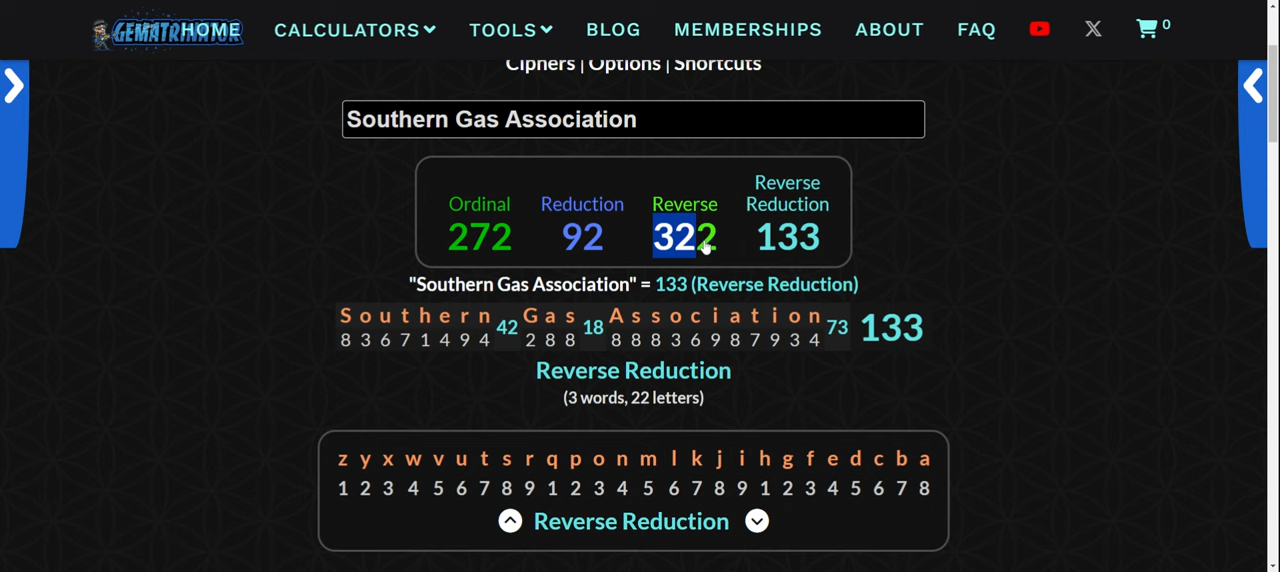 GEMATRINATOR
HOME CALCULATORS TOOLS BLOG MEMBERSHIPS ABOUT FAQ X 0
Ciphers | Options | Shortcuts
Southern Gas Association
Ordinal Reduction Reverse Reverse Reduction
272 92 322 133
"Southern Gas Association" = 133 (Reverse Reduction)
S o u t h e r n 42 G a s 18 A s s o c i a t i o n 73 133
8 3 6 7 1 4 9 4 2 8 8 8 8 8 3 6 9 8 7 9 3 4
Reverse Reduction
(3 words, 22 letters)
z y x w v u t s r q p o n m l k j i h g f e d c b a
1 2 3 4 5 6 7 8 9 1 2 3 4 5 6 7 8 9 1 2 3 4 5 6 7 8
Reverse Reduction